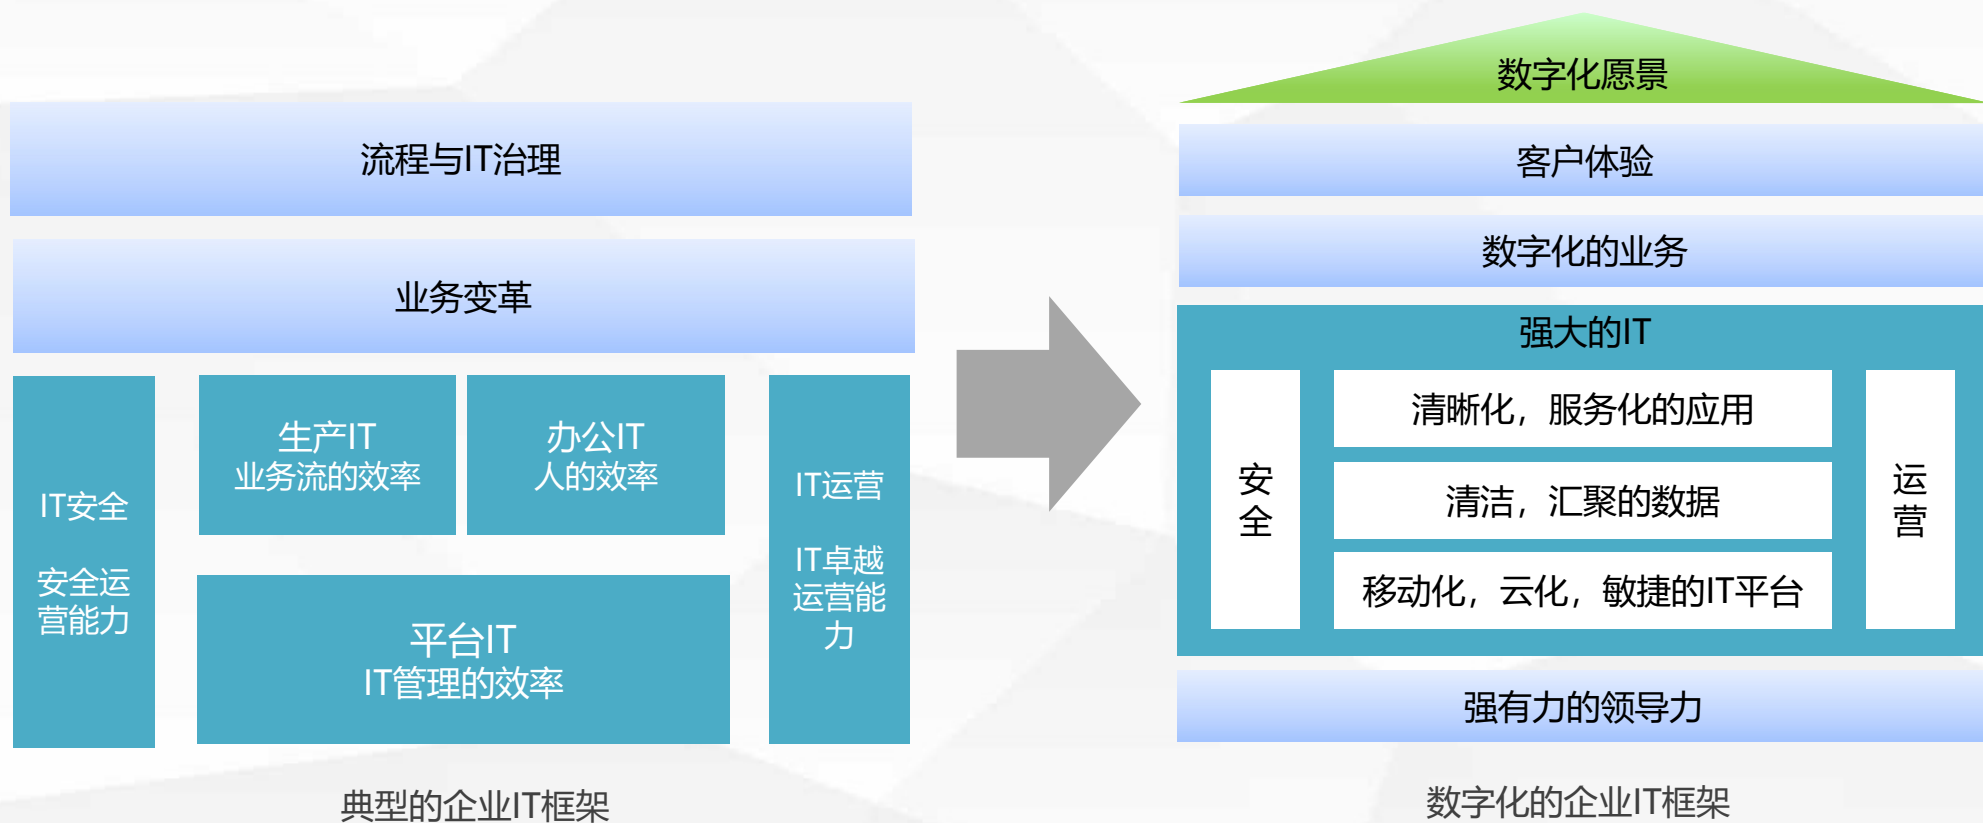 流程与IT治理
业务变革
IT安全
安全运
营能力
生产IT
业务流的效率
办公IT
人的效率
平台IT
IT管理的效率
IT运营
IT卓越
运营能
力
典型的企业IT框架
数字化愿景
客户体验
数字化的业务
强大的IT
安
全
清晰化，服务化的应用
清洁，汇聚的数据
移动化，云化，敏捷的IT平台
运
营
强有力的领导力
数字化的企业IT框架